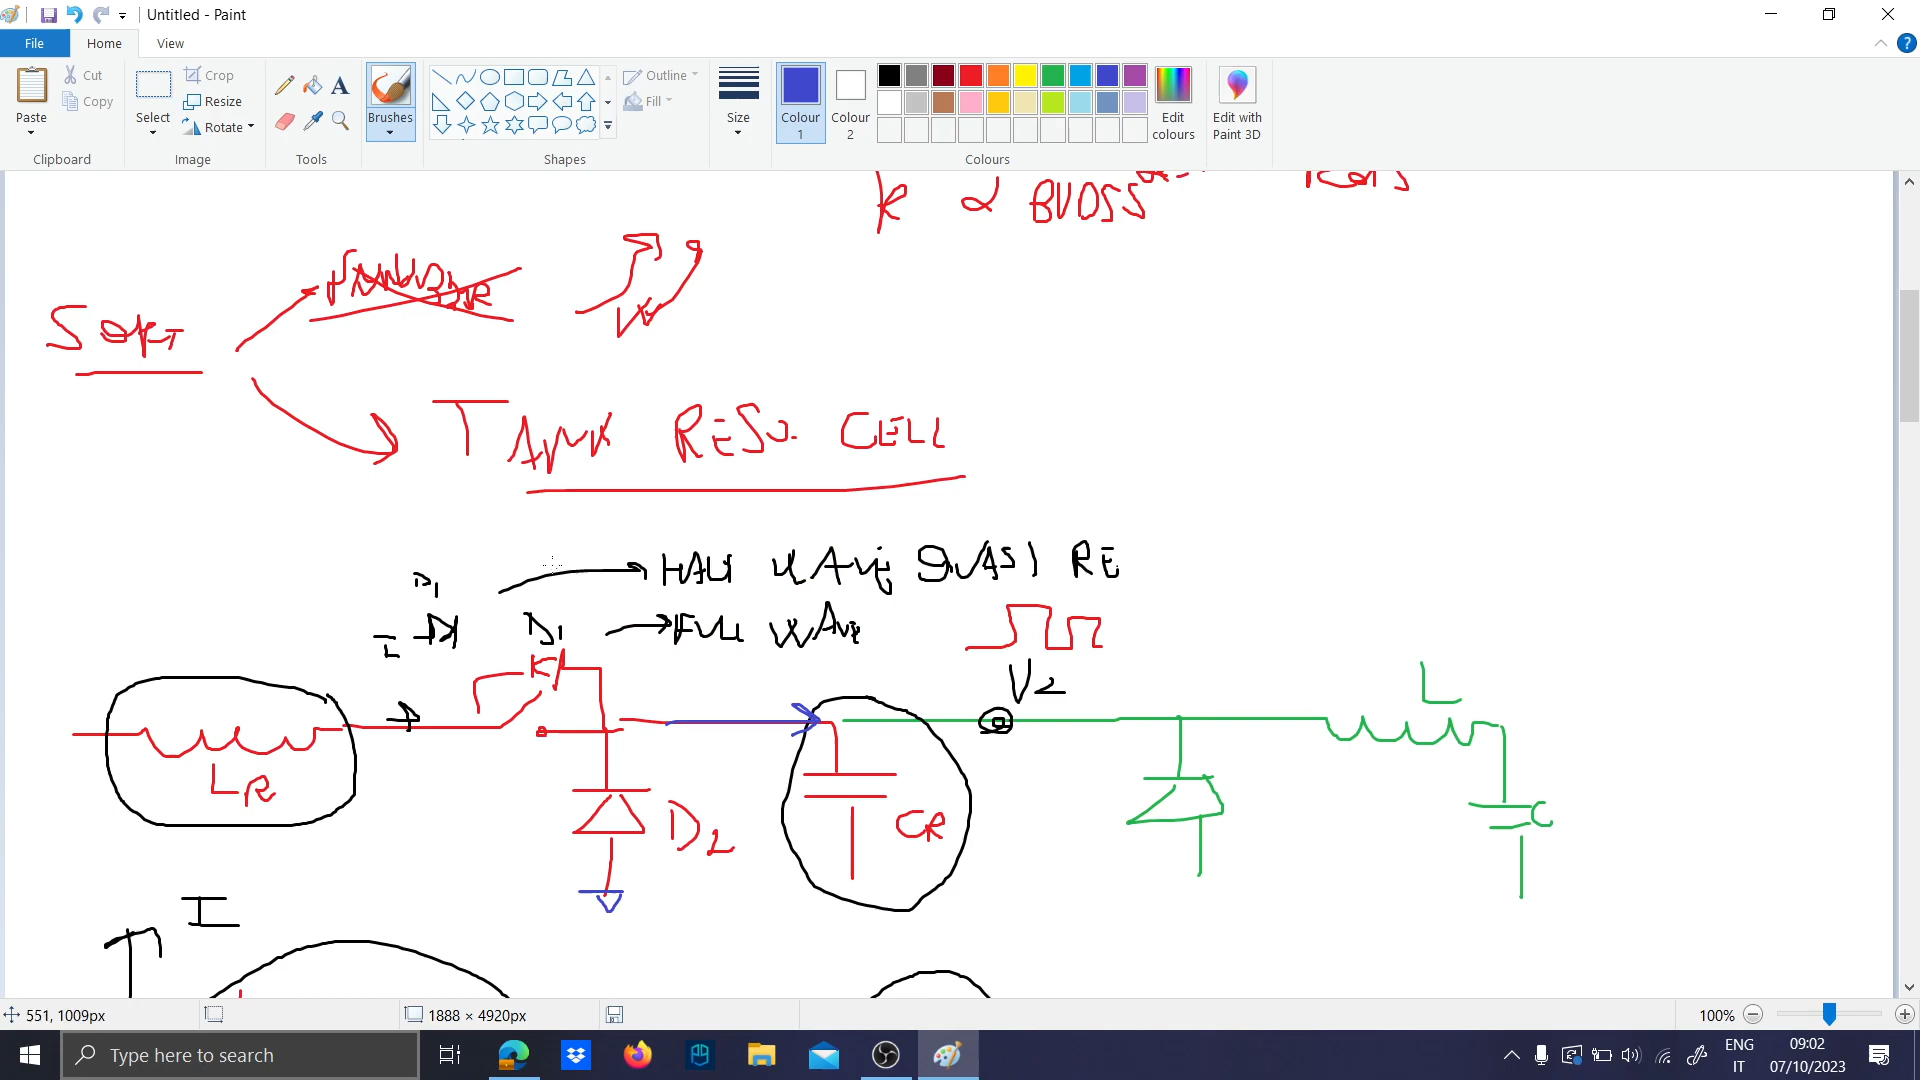 Untitled - Paint
File Home View
Paste
Cut
Copy
Clipboard
Select
Crop
Resize
Rotate
Image
Tools
Brushes
Shapes
Outline
Fill
Size
Colour 1
Colour 2
Edit colours
Edit with Paint 3D
Colours
K α BVDSS
SOFT
TANK RESO. CELL
D1 HALF WAVE QUASI RE
I D1 FULL WAVE
V2
L
LR
D2
CR
C
I
551, 1009px 1888 × 4920px 100%
Type here to search
ENG 09:02
IT 07/10/2023